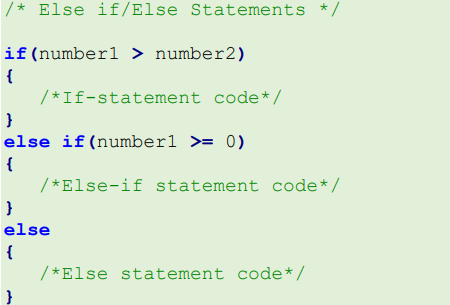 /* Else if/Else Statements */
if(number1 > number2)
{
/*If-statement code*/
}
else if(number1 >= 0)
{
/*Else-if statement code*/
}
else
{
/*Else statement code*/
}